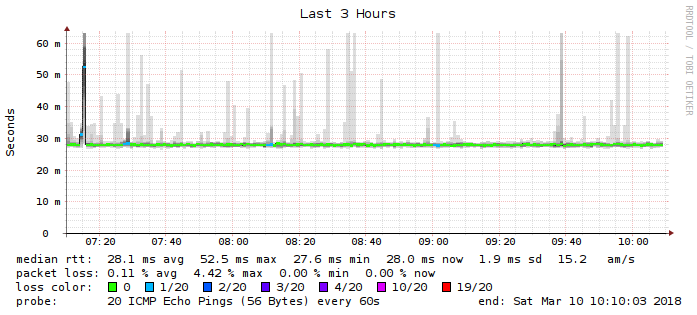 Last 3 Hours
RRDTOOL / TOBI OETIKER
Seconds
60 m
50 m
40 m
30 m
20 m
10 m
0
07:20 07:40 08:00 08:20 08:40 09:00 09:20 09:40 10:00
median rtt: 28.1 ms avg 52.5 ms max 27.6 ms min 28.0 ms now 1.9 ms sd 15.2 am/s
packet loss: 0.11 % avg 4.42 % max 0.00 % min 0.00 % now
loss color: 0 1/20 2/20 3/20 4/20 10/20 19/20
probe: 20 ICMP Echo Pings (56 Bytes) every 60s end: Sat Mar 10 10:10:03 2018